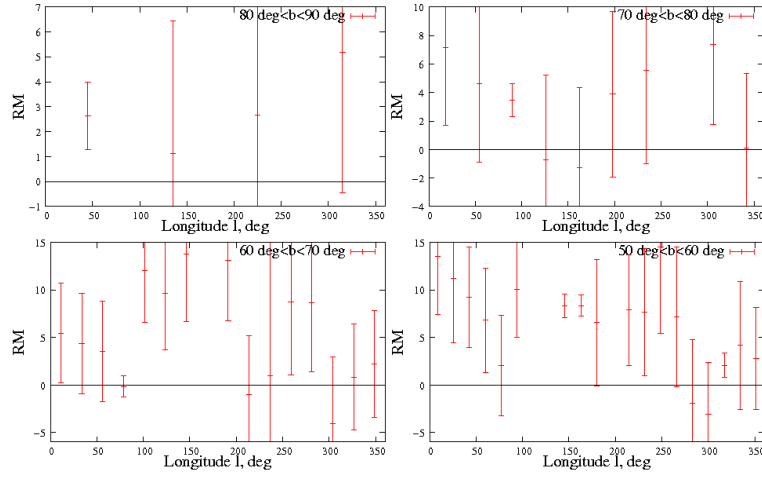 80 deg<b<90 deg
RM
7
6
5
4
3
2
1
0
-1
0 50 100 150 200 250 300 350
Longitude l, deg
70 deg<b<80 deg
RM
10
8
6
4
2
0
-2
-4
0 50 100 150 200 250 300 350
Longitude l, deg
60 deg<b<70 deg
RM
15
10
5
0
-5
0 50 100 150 200 250 300 350
Longitude l, deg
50 deg<b<60 deg
RM
15
10
5
0
-5
0 50 100 150 200 250 300 350
Longitude l, deg